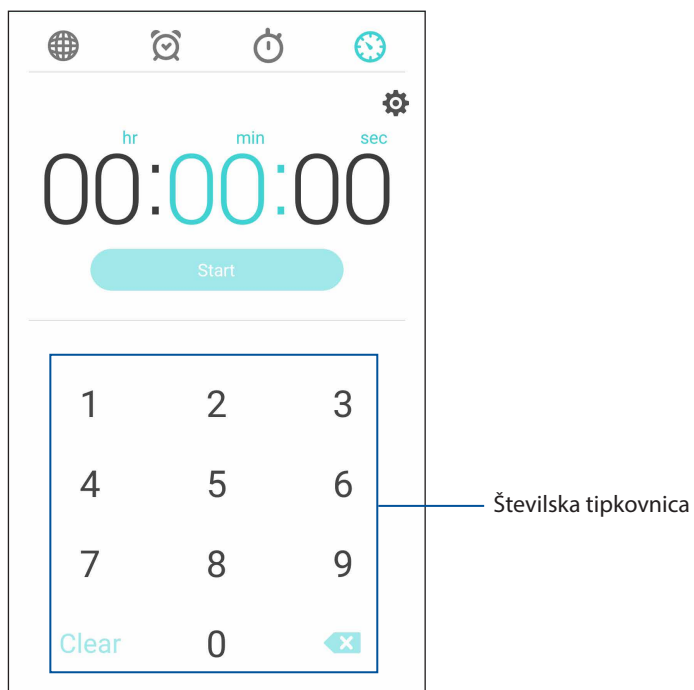 hr min sec
00:00:00
Start
1 2 3
4 5 6
Številska tipkovnica
7 8 9
Clear 0